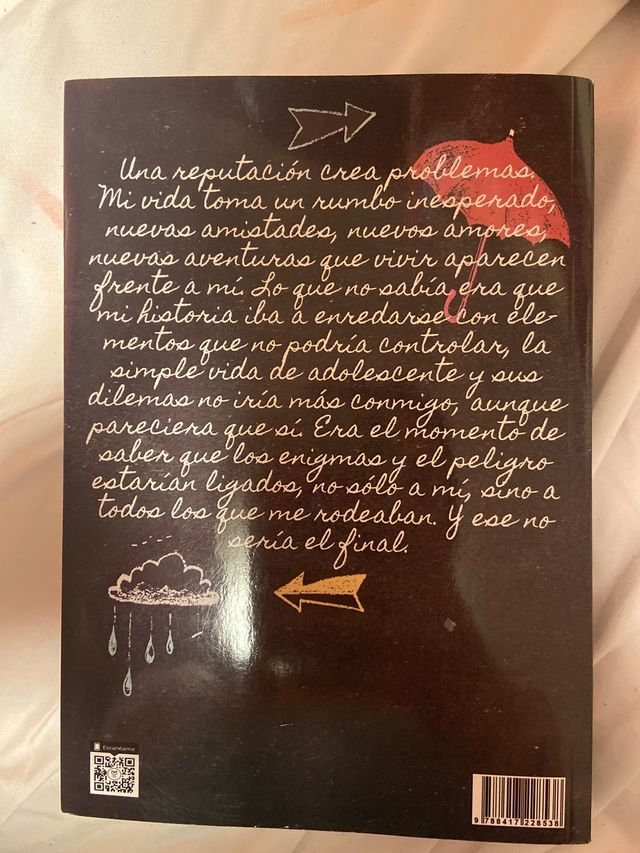 Una reputación crea problemas.
Mi vida toma un rumbo inesperado,
nuevas amistades, nuevos amores,
nuevas aventuras que vivir aparecen
frente a mí. Lo que no sabía era que
mi historia iba a enredarse con ele-
mentos que no podría controlar, la
simple vida de adolescente y sus
dilemas no iría más conmigo, aunque
pareciera que sí. Era el momento de
saber que los enigmas y el peligro
estarían ligados, no sólo a mí, sino a
todos los que me rodeaban. Y ese no
sería el final.
Escanéame
9 788417 228538